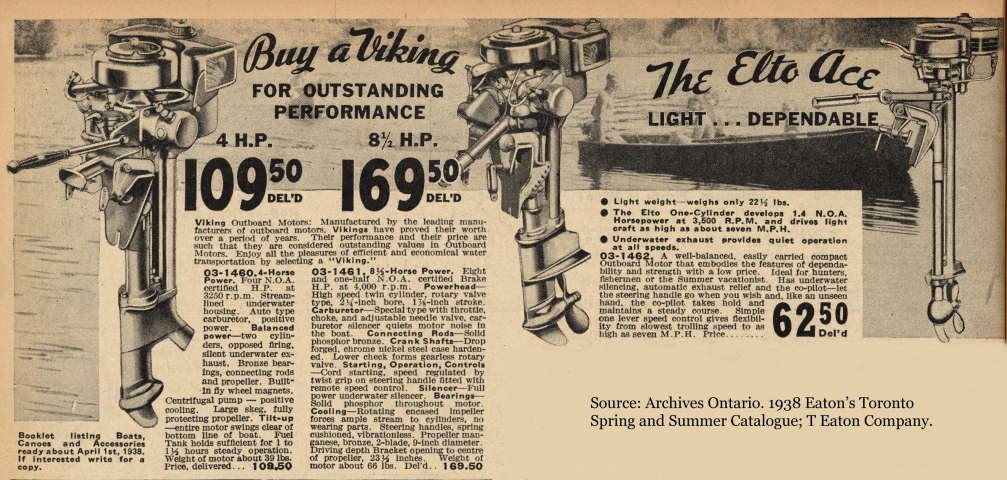 Buy a Viking
FOR OUTSTANDING
PERFORMANCE
4 H.P.
8½ H.P.
109⁵⁰
DEL'D
169⁵⁰
DEL'D
Viking Outboard Motors: Manufactured by the leading manu-
facturers of outboard motors, Vikings have proved their worth
over a period of years. Their performance and their price are
such that they are considered outstanding values in Outboard
Motors. Enjoy all the pleasures of efficient and economical water
transportation by selecting a "Viking."
03-1460. 4-Horse
Power. Four N.O.A.
certified H.P. at
3250 r.p.m. Stream-
lined underwater
housing. Auto type
carburetor, positive
power. Balanced
power—two cylin-
ders, opposed firing,
silent underwater ex-
haust. Bronze bear-
ings, connecting rods
and propeller. Built-
in fly wheel magnets.
Centrifugal pump — positive
cooling. Large skeg, fully
protecting propeller. Tilt-up
—entire motor swings clear of
bottom line of boat. Fuel
Tank holds sufficient for 1 to
1½ hours steady operation.
Weight of motor about 39 lbs.
Price, delivered... 109.50
03-1461. 8½-Horse Power. Eight
and one-half N.O.A. certified Brake
H.P. at 4,000 r.p.m. Powerhead—
High speed twin cylinder, rotary valve
type, 2¼-inch bore, 1⅞-inch stroke.
Carburetor—Special type with throttle,
choke, and adjustable needle valve, car-
buretor silencer quiets motor noise in
the boat. Connecting Rods—Solid
phosphor bronze. Crank Shafts—Drop
forged, chrome nickel steel case harden-
ed. Lower check forms gearless rotary
valve. Starting, Operation, Controls
—Cord starting, speed regulated by
twist grip on steering handle fitted with
remote speed control. Silencer—Full
power underwater silencer. Bearings—
Solid phosphor throughout motor.
Cooling—Rotating encased impeller
forces ample stream to cylinders, no
wearing parts. Steering handles, spring
cushioned, vibrationless. Propeller man-
ganese, bronze, 2-blade, 9-inch diameter.
Driving depth Bracket opening to centre
of propeller, 23½ inches. Weight of
motor about 66 lbs. Del'd.. 169.50
Booklet listing Boats,
Canoes and Accessories
ready about April 1st, 1938.
If interested write for a
copy.
The Elto Ace
LIGHT ... DEPENDABLE
● Light weight—weighs only 22½ lbs.
● The Elto One-Cylinder develops 1.4 N.O.A.
Horsepower at 3,500 R.P.M. and drives light
craft as high as about seven M.P.H.
● Underwater exhaust provides quiet operation
at all speeds.
03-1462. A well-balanced, easily carried compact
Outboard Motor that embodies the features of dependa-
bility and strength with a low price. Ideal for hunters,
fishermen or the Summer vacationist. Has underwater
silencing, automatic exhaust relief and the co-pilot—let
the steering handle go when you wish and, like an unseen
hand, the co-pilot takes hold and
maintains a steady course. Simple
one lever speed control gives flexibil-
ity from slowest trolling speed to as
high as seven M.P.H. Price........
62⁵⁰
Del'd
Source: Archives Ontario. 1938 Eaton's Toronto
Spring and Summer Catalogue; T Eaton Company.